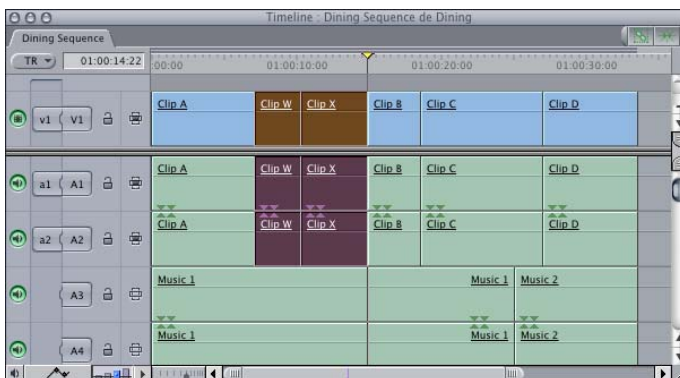 Timeline : Dining Sequence de Dining
Dining Sequence
TR 01:00:14:22 :00:00 01:00:10:00 01:00:20:00 01:00:30:00
v1 V1 Clip A Clip W Clip X Clip B Clip C Clip D
a1 A1 Clip A Clip W Clip X Clip B Clip C Clip D
a2 A2 Clip A Clip W Clip X Clip B Clip C Clip D
A3 Music 1 Music 1 Music 2
A4 Music 1 Music 1 Music 2